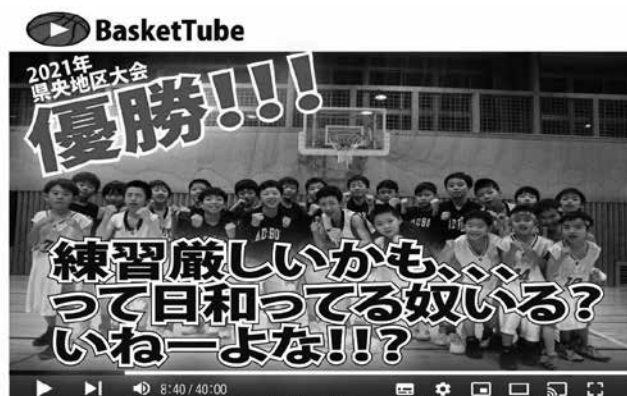 BasketTube
2021年
県央地区大会
優勝!!!
練習厳しいかも、、、
って日和ってる奴いる?
いねーよな!!?
8:40/40:00